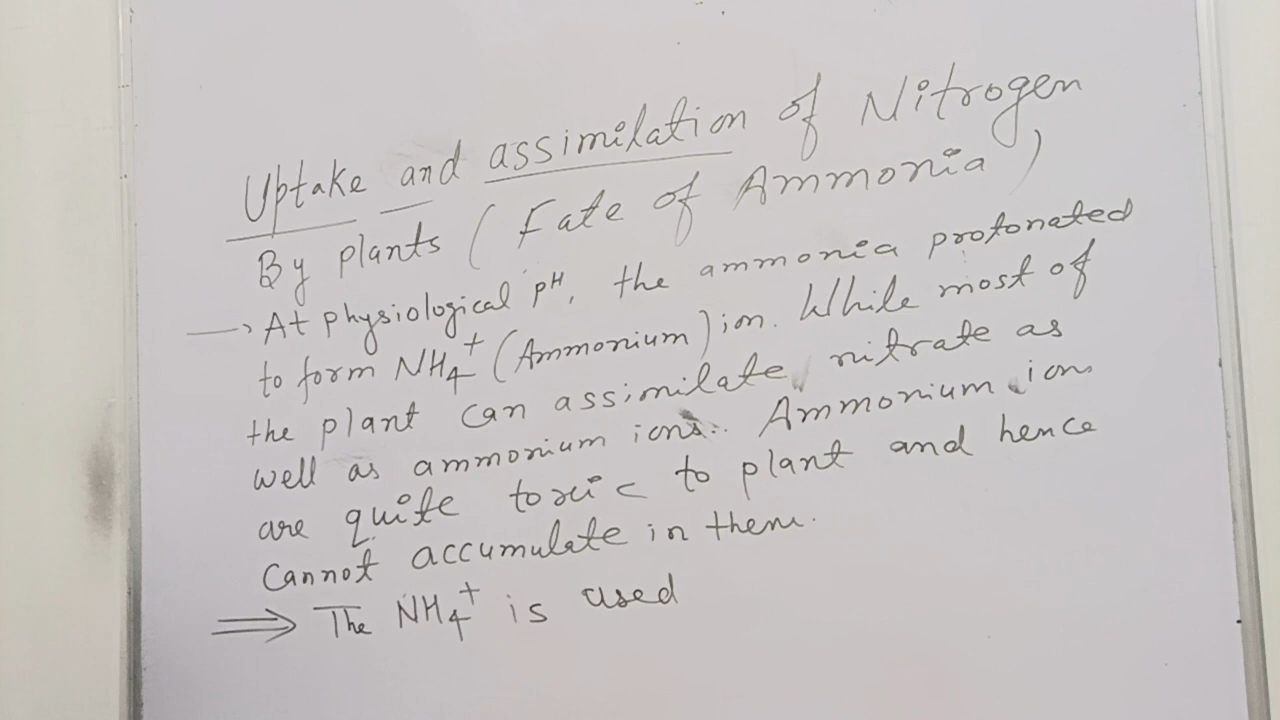 Uptake and assimilation of Nitrogen
By plants (Fate of Ammonia)
→ At physiological pH, the ammonia protonated
to form NH4+ (Ammonium) ion. While most of
the plant can assimilate nitrate as
well as ammonium ions. Ammonium ion
are quite toxic to plant and hence
cannot accumulate in them.
⇒ The NH4+ is used